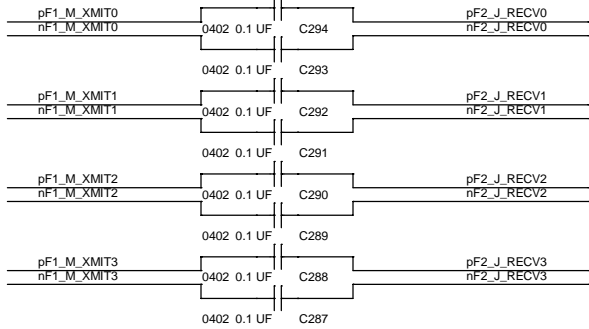 pF1_M_XMIT0 pF2_J_RECV0
nF1_M_XMIT0 0402 0.1 UF C294 nF2_J_RECV0
0402 0.1 UF C293
pF1_M_XMIT1 pF2_J_RECV1
nF1_M_XMIT1 0402 0.1 UF C292 nF2_J_RECV1
0402 0.1 UF C291
pF1_M_XMIT2 pF2_J_RECV2
nF1_M_XMIT2 0402 0.1 UF C290 nF2_J_RECV2
0402 0.1 UF C289
pF1_M_XMIT3 pF2_J_RECV3
nF1_M_XMIT3 0402 0.1 UF C288 nF2_J_RECV3
0402 0.1 UF C287